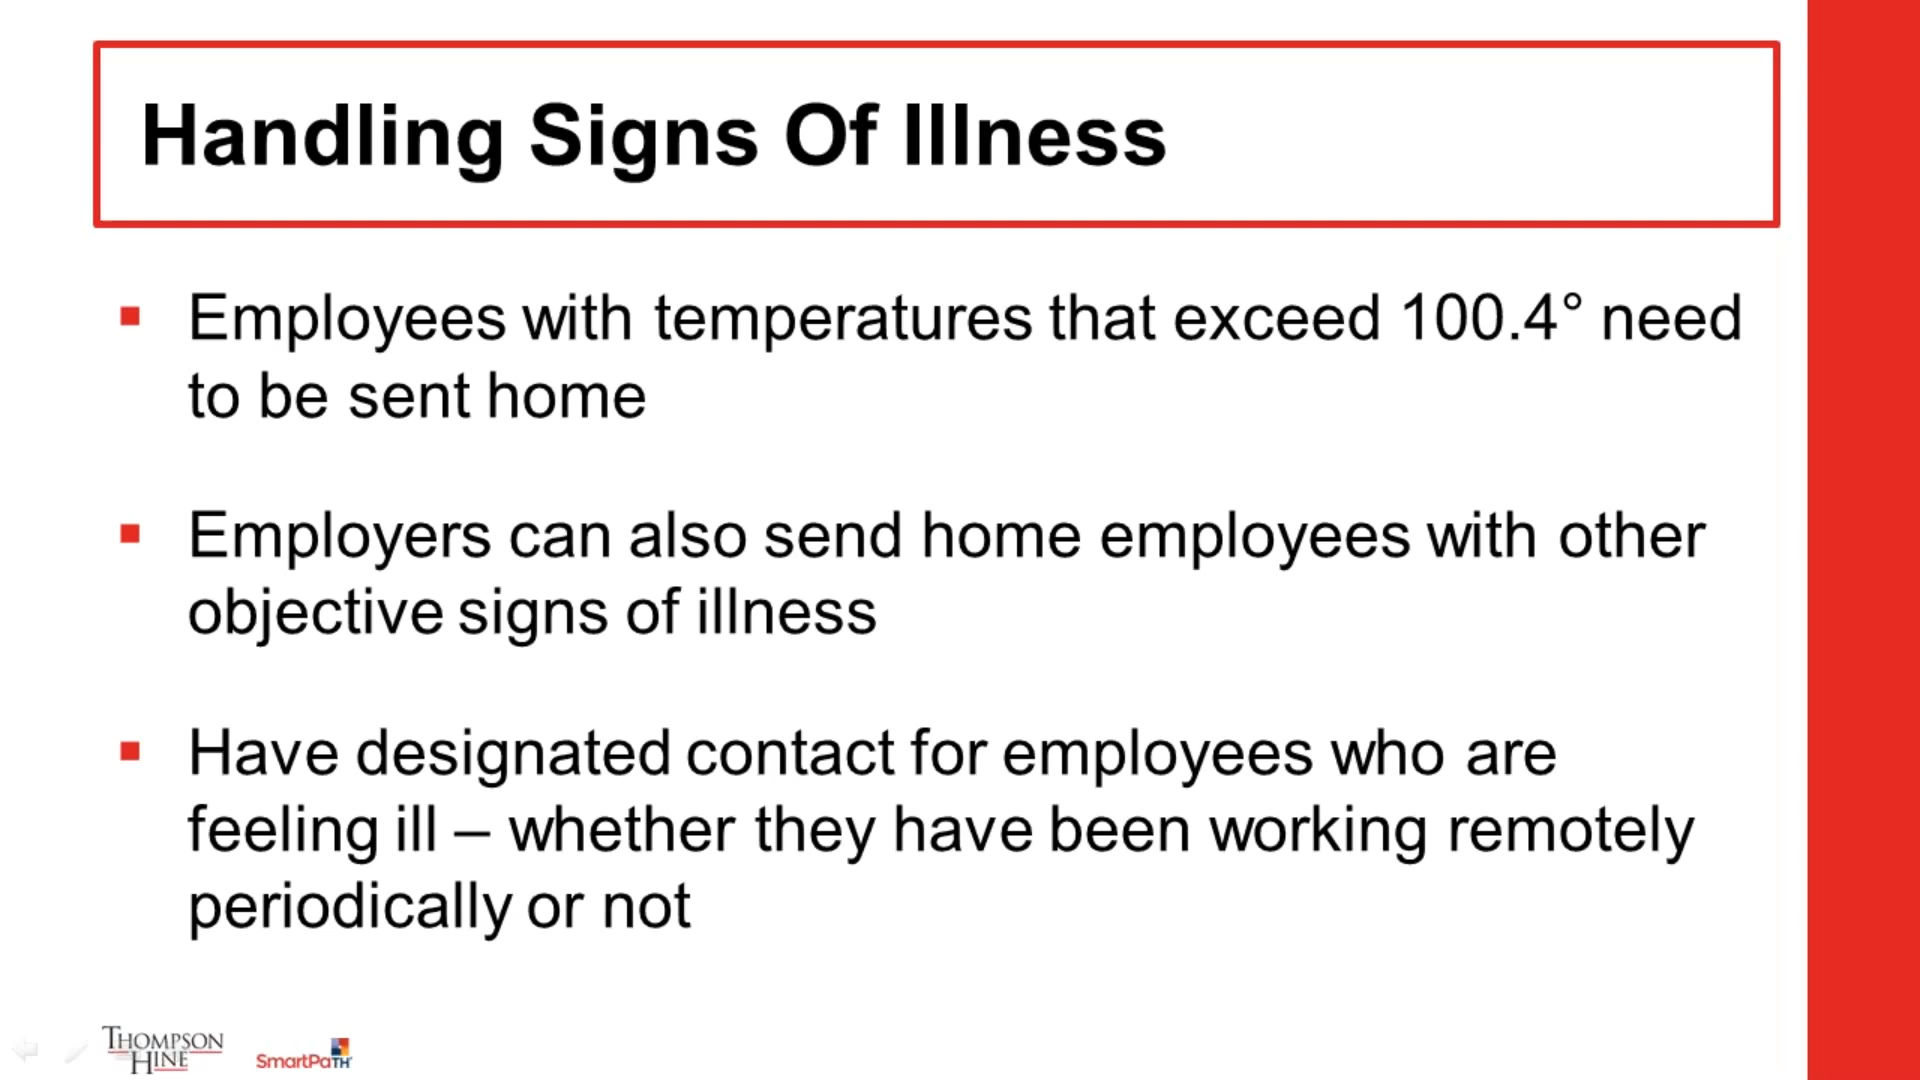 Handling Signs Of Illness
Employees with temperatures that exceed 100.4° need
to be sent home
Employers can also send home employees with other
objective signs of illness
Have designated contact for employees who are
feeling ill – whether they have been working remotely
periodically or not
THOMPSON
HINE
SmartPaTH